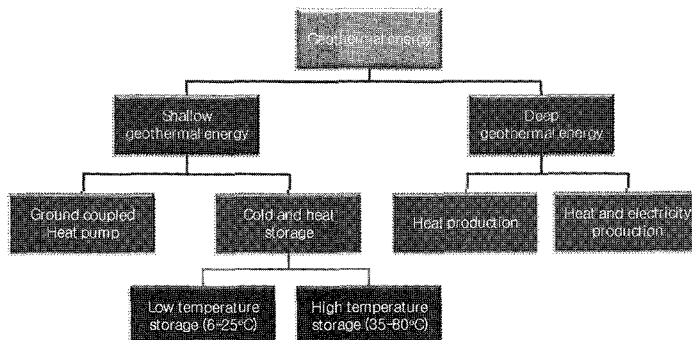 Geothermal energy
Shallow
geothermal energy
Deep
geothermal energy
Ground coupled
Heat pump
Cold and heat
storage
Heat production
Heat and electricity
production
Low temperature
storage (6-25°C)
High temperature
storage (35-80°C)